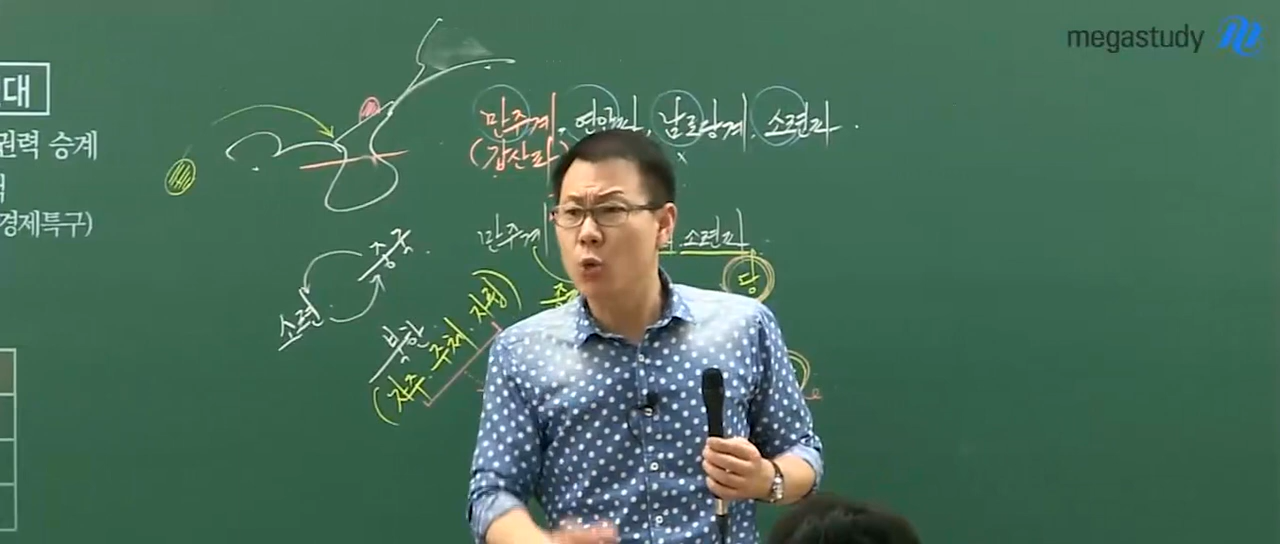 megastudy
대
권력 승계
경제특구)
만주계, 연안파, 남로당계, 소련파.
(갑산파)
만주계 소련파
당
중국.
소련.
북한
(자주·주체·자립)